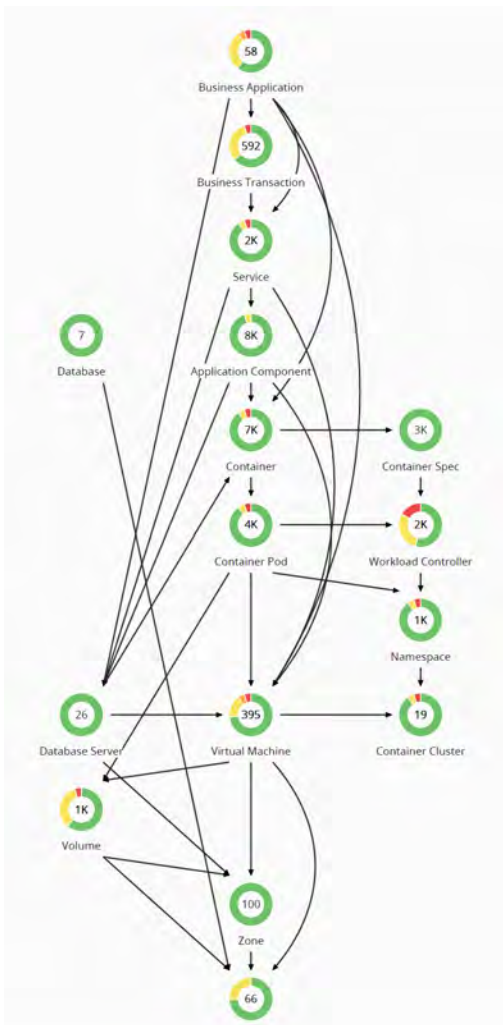 58
Business Application
592
Business Transaction
2K
Service
7
8K
Database
Application Component
7K
3K
Container
Container Spec
4K
2K
Container Pod
Workload Controller
1K
Namespace
26
395
19
Database Server
Virtual Machine
Container Cluster
1K
Volume
100
Zone
66